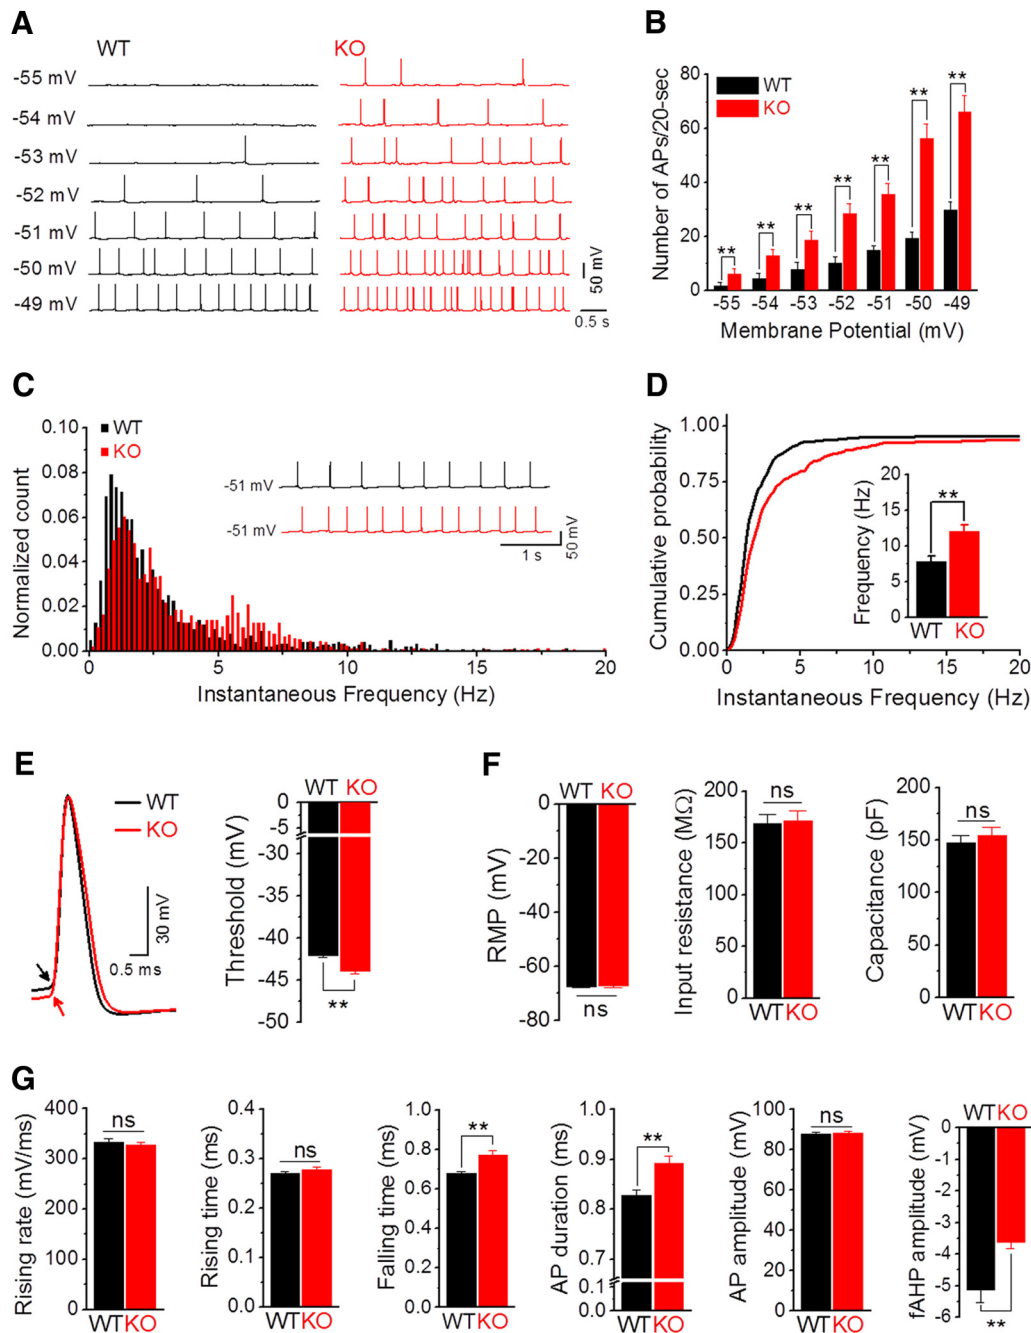 A
WT
KO
-55 mV
-54 mV
-53 mV
-52 mV
-51 mV
-50 mV
-49 mV
50 mV
0.5 s
B
WT
KO
Number of APs/20-sec
80
60
40
20
0
** ** ** ** ** ** **
-55 -54 -53 -52 -51 -50 -49
Membrane Potential (mV)
C
WT
KO
Normalized count
0.10
0.08
0.06
0.04
0.02
0.00
-51 mV
-51 mV
1 s
50 mV
0 5 10 15 20
Instantaneous Frequency (Hz)
D
Cumulative probability
1.00
0.75
0.50
0.25
0.00
Frequency (Hz)
20
15
10
5
0
**
WT KO
0 5 10 15 20
Instantaneous Frequency (Hz)
E
WT
KO
30 mV
0.5 ms
WT KO
Threshold (mV)
0
-5
-30
-35
-40
-45
-50
**
F
WT KO
RMP (mV)
0
-20
-40
-60
-80
ns
Input resistance (MΩ)
200
150
100
50
0
ns
WT KO
Capacitance (pF)
200
150
100
50
0
ns
WT KO
G
Rising rate (mV/ms)
400
300
200
100
0
ns
WT KO
Rising time (ms)
0.4
0.3
0.2
0.1
0.0
ns
WT KO
Falling time (ms)
1.0
0.8
0.6
0.4
0.2
0.0
**
WT KO
AP duration (ms)
1.0
0.9
0.8
0.7
0.1
0.0
**
WT KO
AP amplitude (mV)
100
80
60
40
20
0
ns
WT KO
WT KO
fAHP amplitude (mV)
0
-1
-2
-3
-4
-5
-6
**